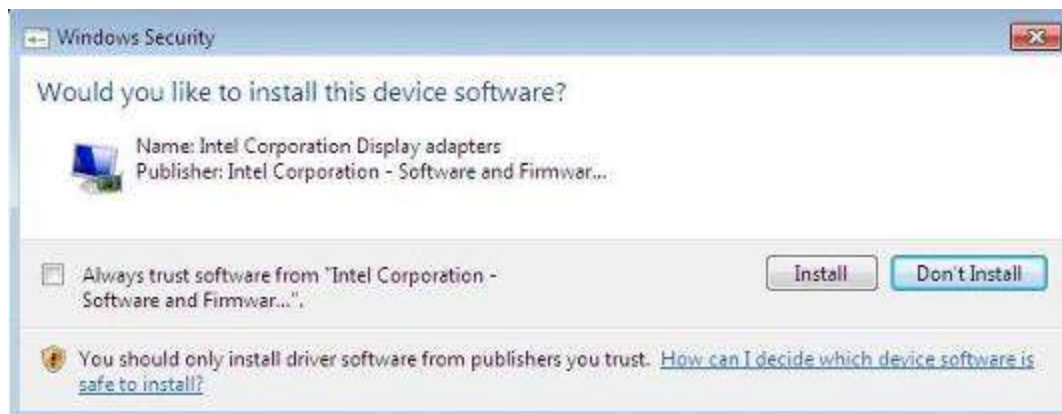 Windows Security
Would you like to install this device software?
Name: Intel Corporation Display adapters
Publisher: Intel Corporation - Software and Firmwar...
Always trust software from "Intel Corporation -
Software and Firmwar...".
Install
Don't Install
You should only install driver software from publishers you trust. How can I decide which device software is
safe to install?